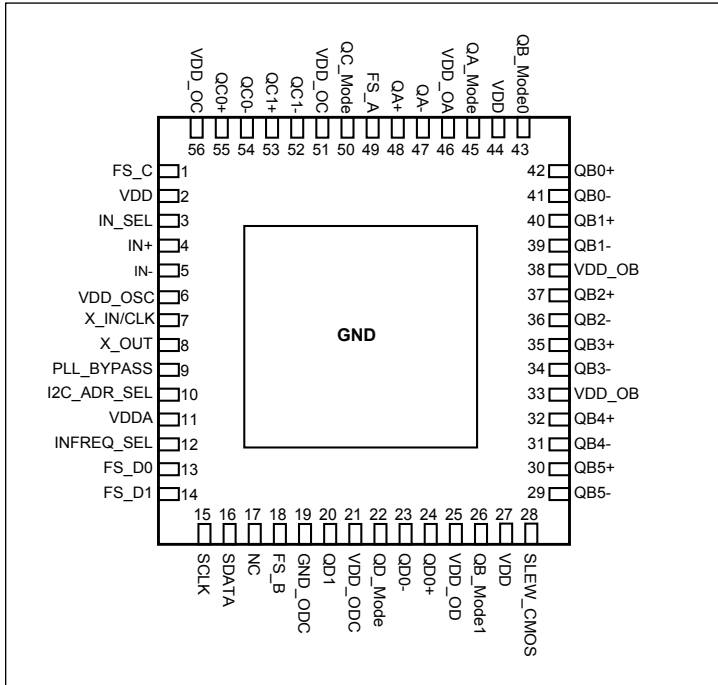 VDD_OC
QC0+
QC0-
QC1+
QC1-
VDD_OC
QC_Mode
FS_A
QA+
QA-
VDD_OA
QA_Mode
VDD
QB_Mode0
56 55 54 53 52 51 50 49 48 47 46 45 44 43
FS_C 1
VDD 2
IN_SEL 3
IN+ 4
IN- 5
VDD_OSC 6
X_IN/CLK 7
X_OUT 8
PLL_BYPASS 9
I2C_ADR_SEL 10
VDDA 11
INFREQ_SEL 12
FS_D0 13
FS_D1 14
GND
42 QB0+
41 QB0-
40 QB1+
39 QB1-
38 VDD_OB
37 QB2+
36 QB2-
35 QB3+
34 QB3-
33 VDD_OB
32 QB4+
31 QB4-
30 QB5+
29 QB5-
15 16 17 18 19 20 21 22 23 24 25 26 27 28
SCLK
SDATA
NC
FS_B
GND_ODC
QD1
VDD_ODC
QD_Mode
QD0-
QD0+
VDD_OD
QB_Mode1
VDD
SLEW_CMOS